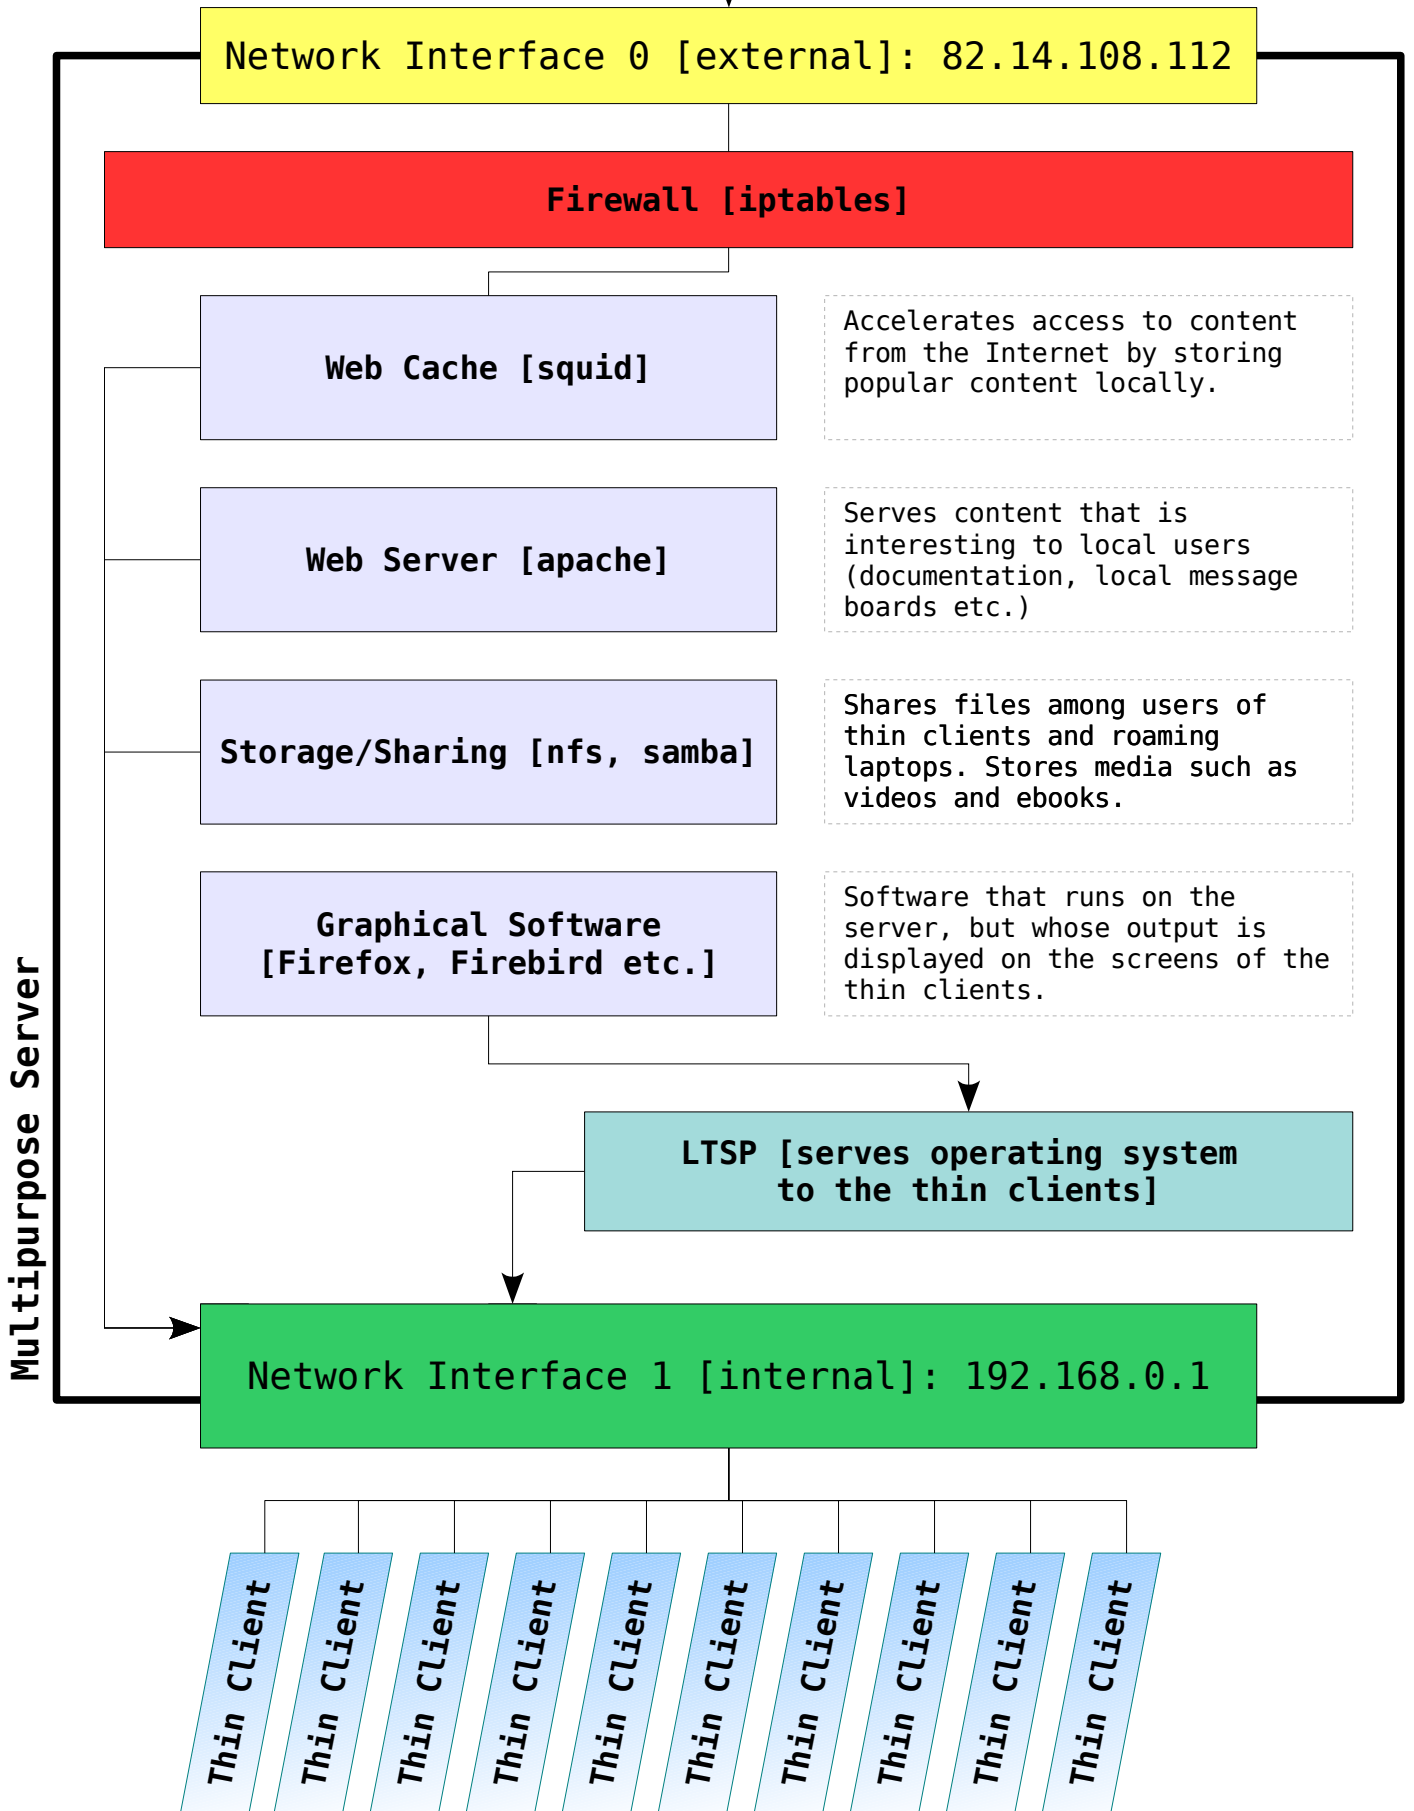 Network Interface 0 [external]: 82.14.108.112
Firewall [iptables]
Web Cache [squid]
Accelerates access to content
from the Internet by storing
popular content locally.
Web Server [apache]
Serves content that is
interesting to local users
(documentation, local message
boards etc.)
Storage/Sharing [nfs, samba]
Shares files among users of
thin clients and roaming
laptops. Stores media such as
videos and ebooks.
Graphical Software
[Firefox, Firebird etc.]
Software that runs on the
server, but whose output is
displayed on the screens of the
thin clients.
Multipurpose Server
LTSP [serves operating system
to the thin clients]
Network Interface 1 [internal]: 192.168.0.1
Thin Client
Thin Client
Thin Client
Thin Client
Thin Client
Thin Client
Thin Client
Thin Client
Thin Client
Thin Client